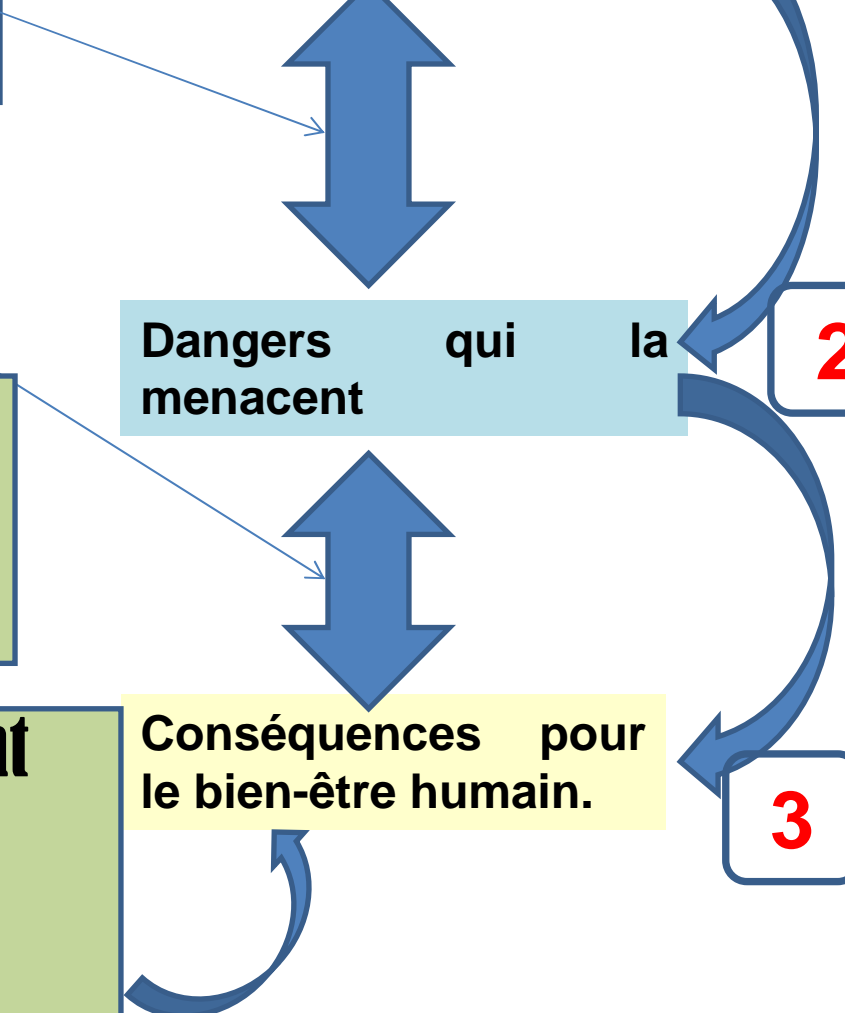 Dangers qui la
menacent
2
Conséquences pour
le bien-être humain.
3